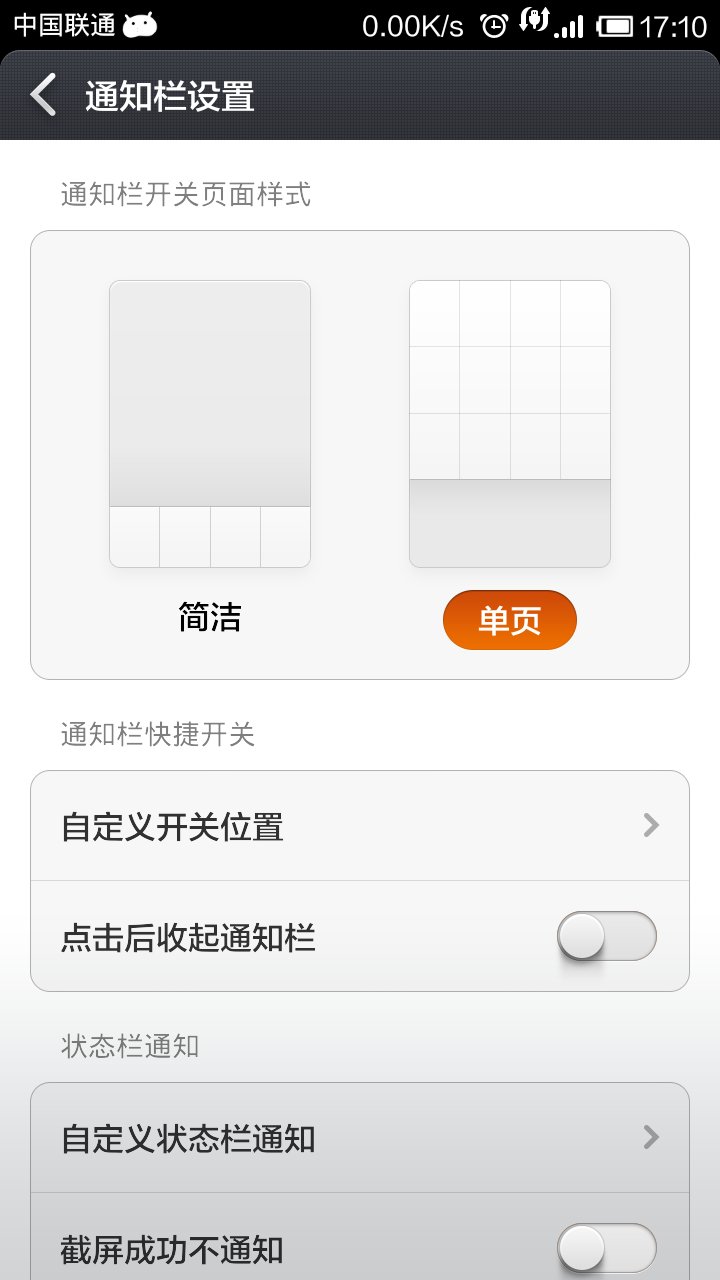 中国联通 0.00K/s 17:10
通知栏设置
通知栏开关页面样式
简洁 单页
通知栏快捷开关
自定义开关位置
点击后收起通知栏
状态栏通知
自定义状态栏通知
截屏成功不通知